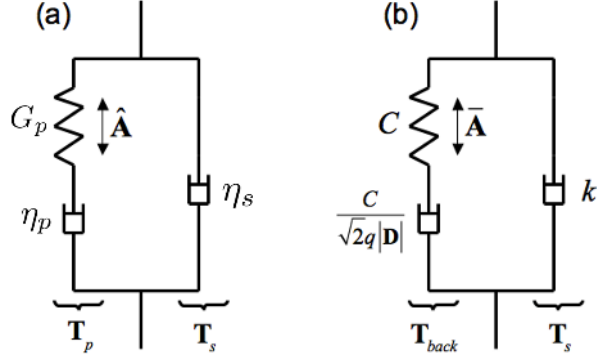 (a)
G_p
Â
η_p
η_s
T_p
T_s
(b)
C
Ā
C/(√2q|D|)
k
T_back
T_s